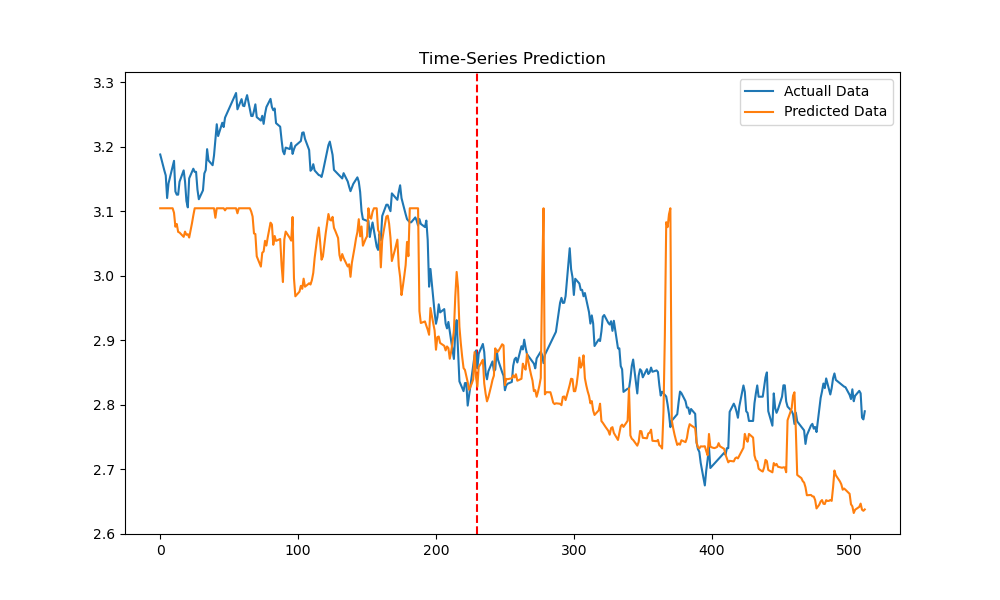 Time-Series Prediction
Actuall Data
Predicted Data
3.3
3.2
3.1
3.0
2.9
2.8
2.7
2.6
0 100 200 300 400 500